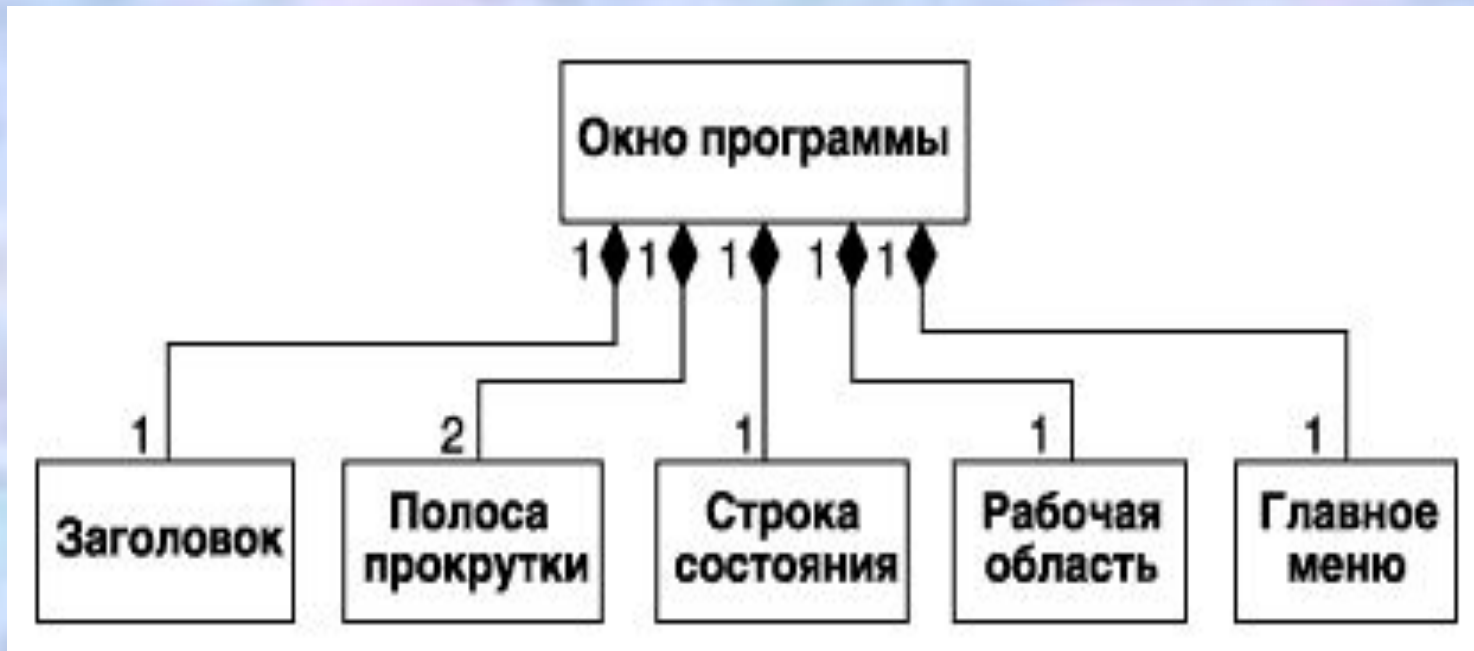 Окно программы
1 1 1 1 1
1 2 1 1 1
Заголовок
Полоса
прокрутки
Строка
состояния
Рабочая
область
Главное
меню